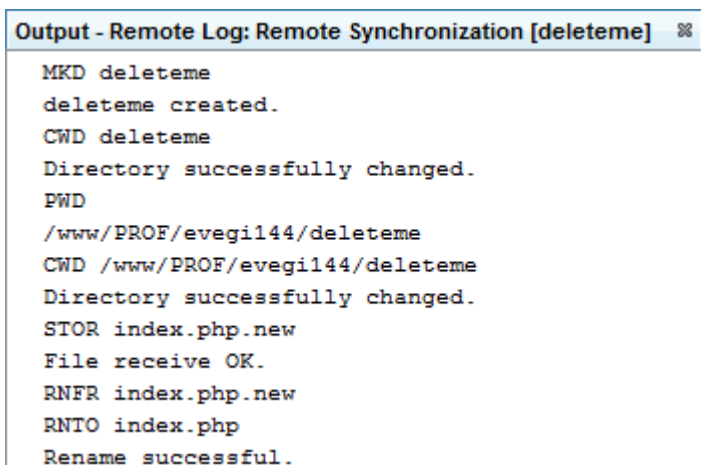 Output - Remote Log: Remote Synchronization [deleteme]
MKD deleteme
deleteme created.
CWD deleteme
Directory successfully changed.
PWD
/www/PROF/evegi144/deleteme
CWD /www/PROF/evegi144/deleteme
Directory successfully changed.
STOR index.php.new
File receive OK.
RNFR index.php.new
RNTO index.php
Rename successful.